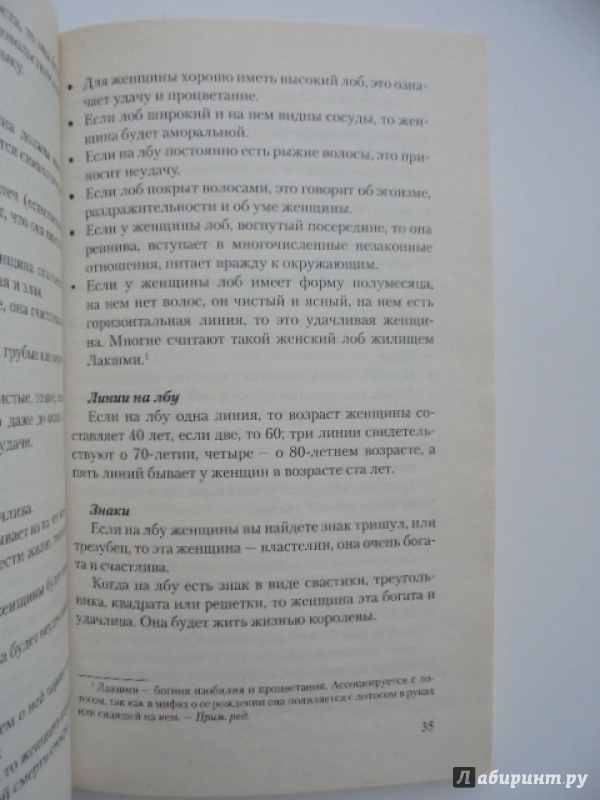 • Для женщины хорошо иметь высокий лоб, это озна-
чает удачу и процветание.
• Если лоб широкий и на нем видны сосуды, то жен-
щина будет аморальной.
• Если на лбу постоянно есть рыжие волосы, это при-
носит неудачу.
• Если лоб покрыт волосами, это говорит об эгоизме,
раздражительности и об уме женщины.
• Если у женщины лоб, вогнутый посередине, то она
ревнива, вступает в многочисленные незаконные
отношения, питает вражду к окружающим.
• Если у женщины лоб имеет форму полумесяца,
на нем нет волос, он чистый и ясный, на нем есть
горизонтальная линия, то это удачливая женщи-
на. Многие считают такой женский лоб жилищем
Лакшми.¹
Линии на лбу
Если на лбу одна линия, то возраст женщины со-
ставляет 40 лет, если две, то 60; три линии свидетель-
ствуют о 70-летии, четыре — о 80-летнем возрасте, а
пять линий бывает у женщин в возрасте ста лет.
Знаки
Если на лбу женщины вы найдете знак тришул, или
трезубец, то эта женщина — властелин, она очень бога-
та и счастлива.
Когда на лбу есть знак в виде свастики, треуголь-
ника, квадрата или решетки, то женщина эта богата и
удачлива. Она будет жить жизнью королевы.
¹ Лакшми — богиня изобилия и процветания. Ассоциируется с ло-
тосом, так как в мифах о ее рождении она появляется с лотосом в руках
или сидящей на нем. — Прим. ред.
35
Лабиринт.ру